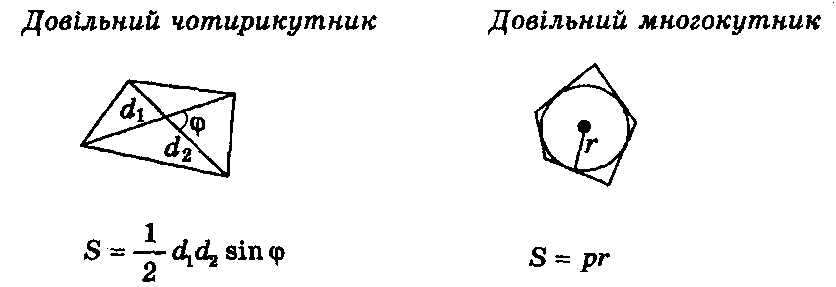 Довільний чотирикутник
Довільний многокутник
d₁
φ
d₂
r
S = 1/2 d₁d₂ sin φ
S = pr